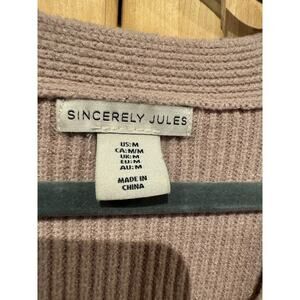 SINCERELY JULES
US: M
CA: M/M
UK: M
EU: M
AU: M
MADE IN
CHINA